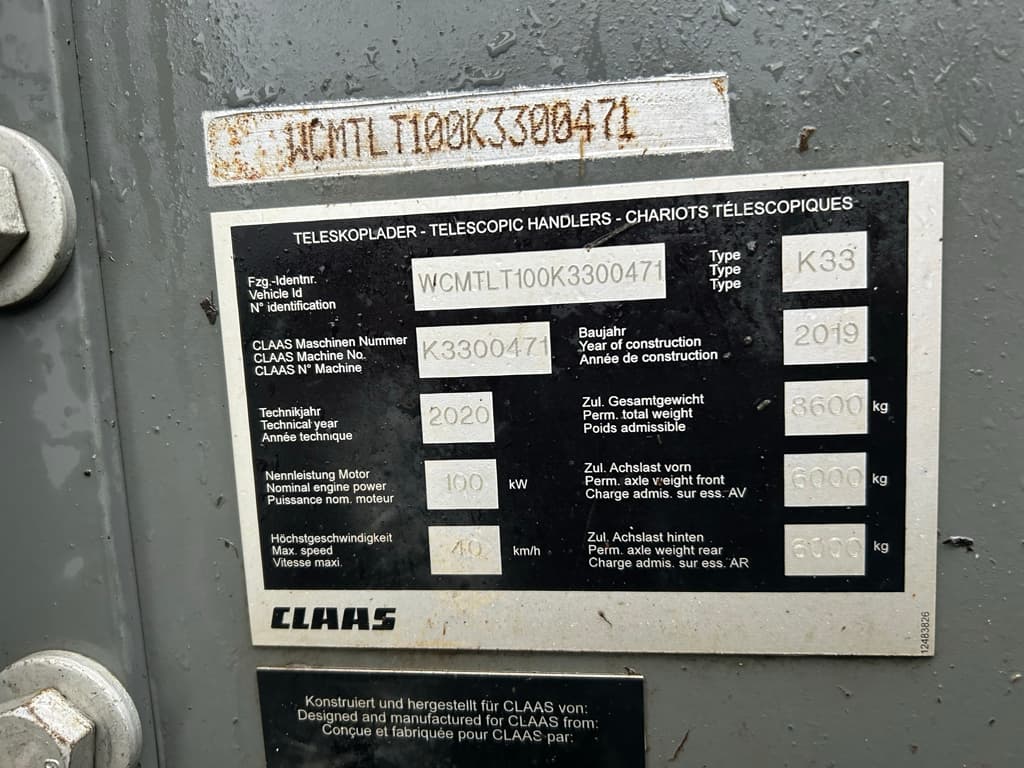 WCMTLT100K3300471
TELESKOPLADER - TELESCOPIC HANDLERS - CHARIOTS TÉLESCOPIQUES
Fzg.-Identnr.
Vehicle Id
N° identification
WCMTLT100K3300471
Type
Type
Type
K33
CLAAS Maschinen Nummer
CLAAS Machine No.
CLAAS N° Machine
K3300471
Baujahr
Year of construction
Année de construction
2019
Technikjahr
Technical year
Année technique
2020
Zul. Gesamtgewicht
Perm. total weight
Poids admissible
8600 kg
Nennleistung Motor
Nominal engine power
Puissance nom. moteur
100 kW
Zul. Achslast vorn
Perm. axle weight front
Charge admis. sur ess. AV
6000 kg
Höchstgeschwindigkeit
Max. speed
Vitesse maxi.
40 km/h
Zul. Achslast hinten
Perm. axle weight rear
Charge admis. sur ess. AR
6000 kg
CLAAS
12483826
Konstruiert und hergestellt für CLAAS von:
Designed and manufactured for CLAAS from:
Conçue et fabriquée pour CLAAS par: